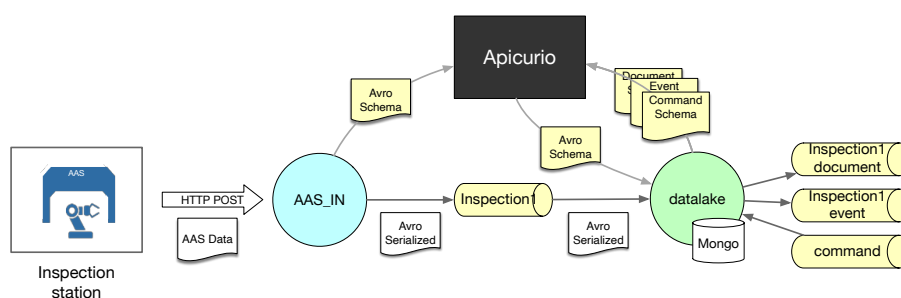 Apicurio
Document
S
Event
Command
Schema
Avro
Schema
Avro
Schema
AAS
HTTP POST
AAS Data
AAS_IN
Avro
Serialized
Inspection1
Avro
Serialized
datalake
Mongo
Inspection1
document
Inspection1
event
command
Inspection
station